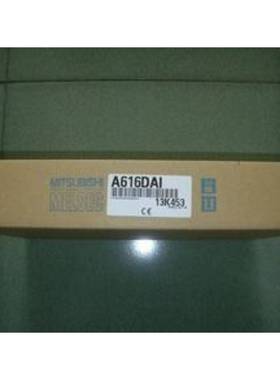 MITSUBISHI
MELSEC
A616DAI
13K453
CE